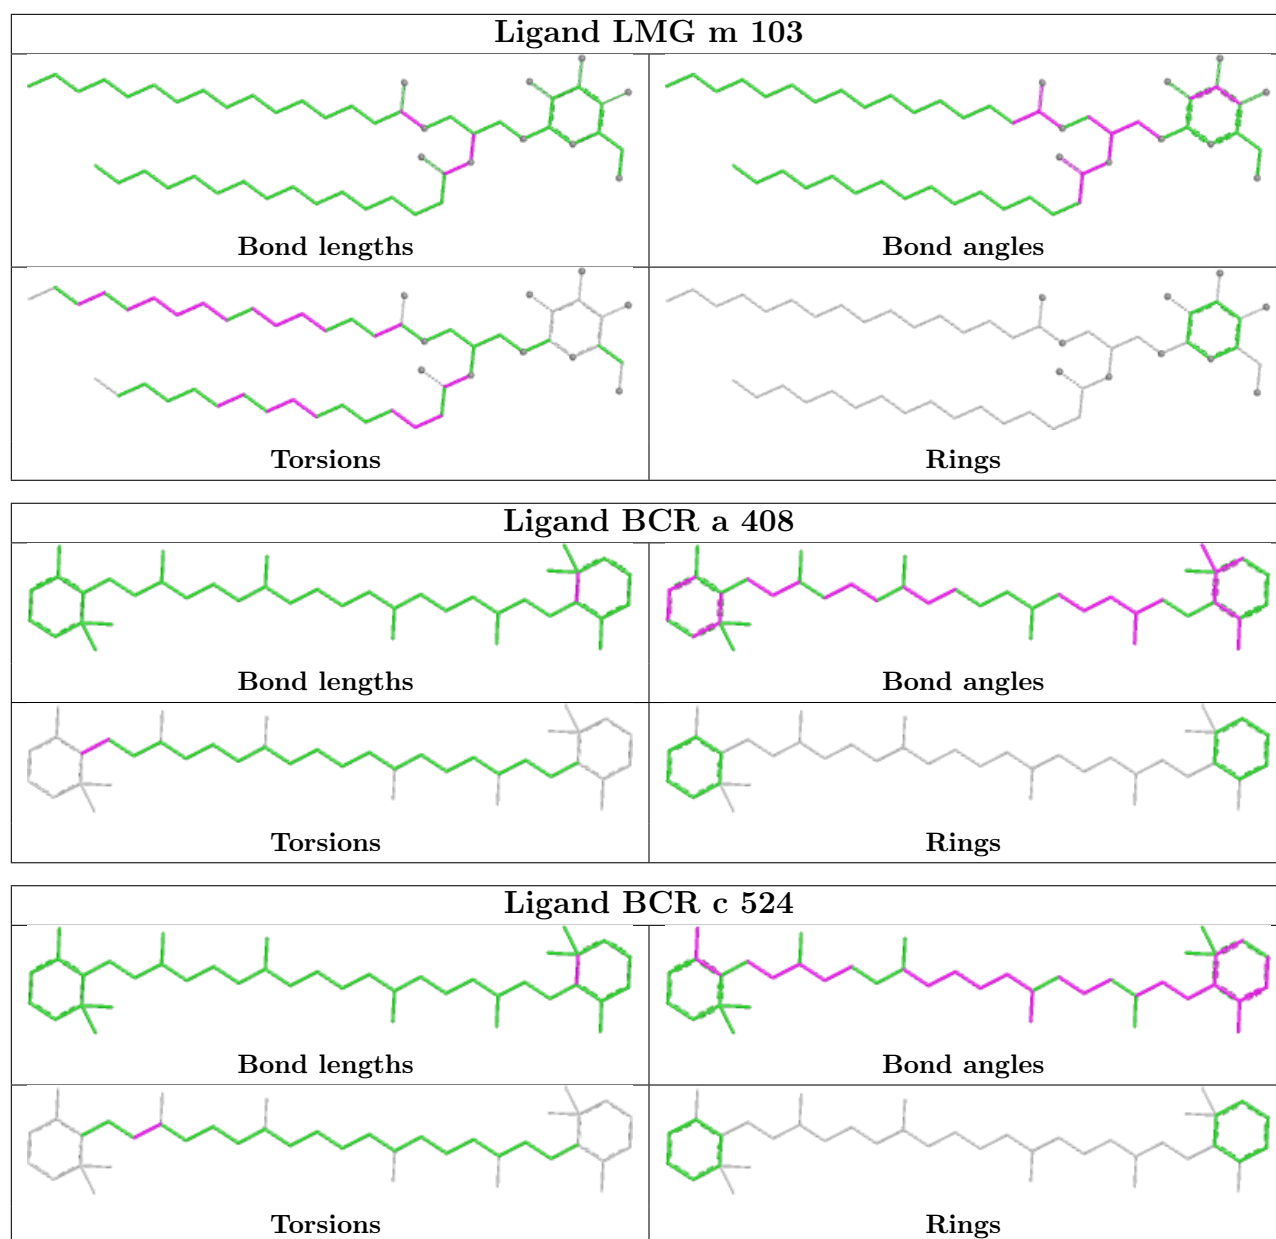 Ligand LMG m 103
Bond lengths
Bond angles
Torsions
Rings
Ligand BCR a 408
Bond lengths
Bond angles
Torsions
Rings
Ligand BCR c 524
Bond lengths
Bond angles
Torsions
Rings